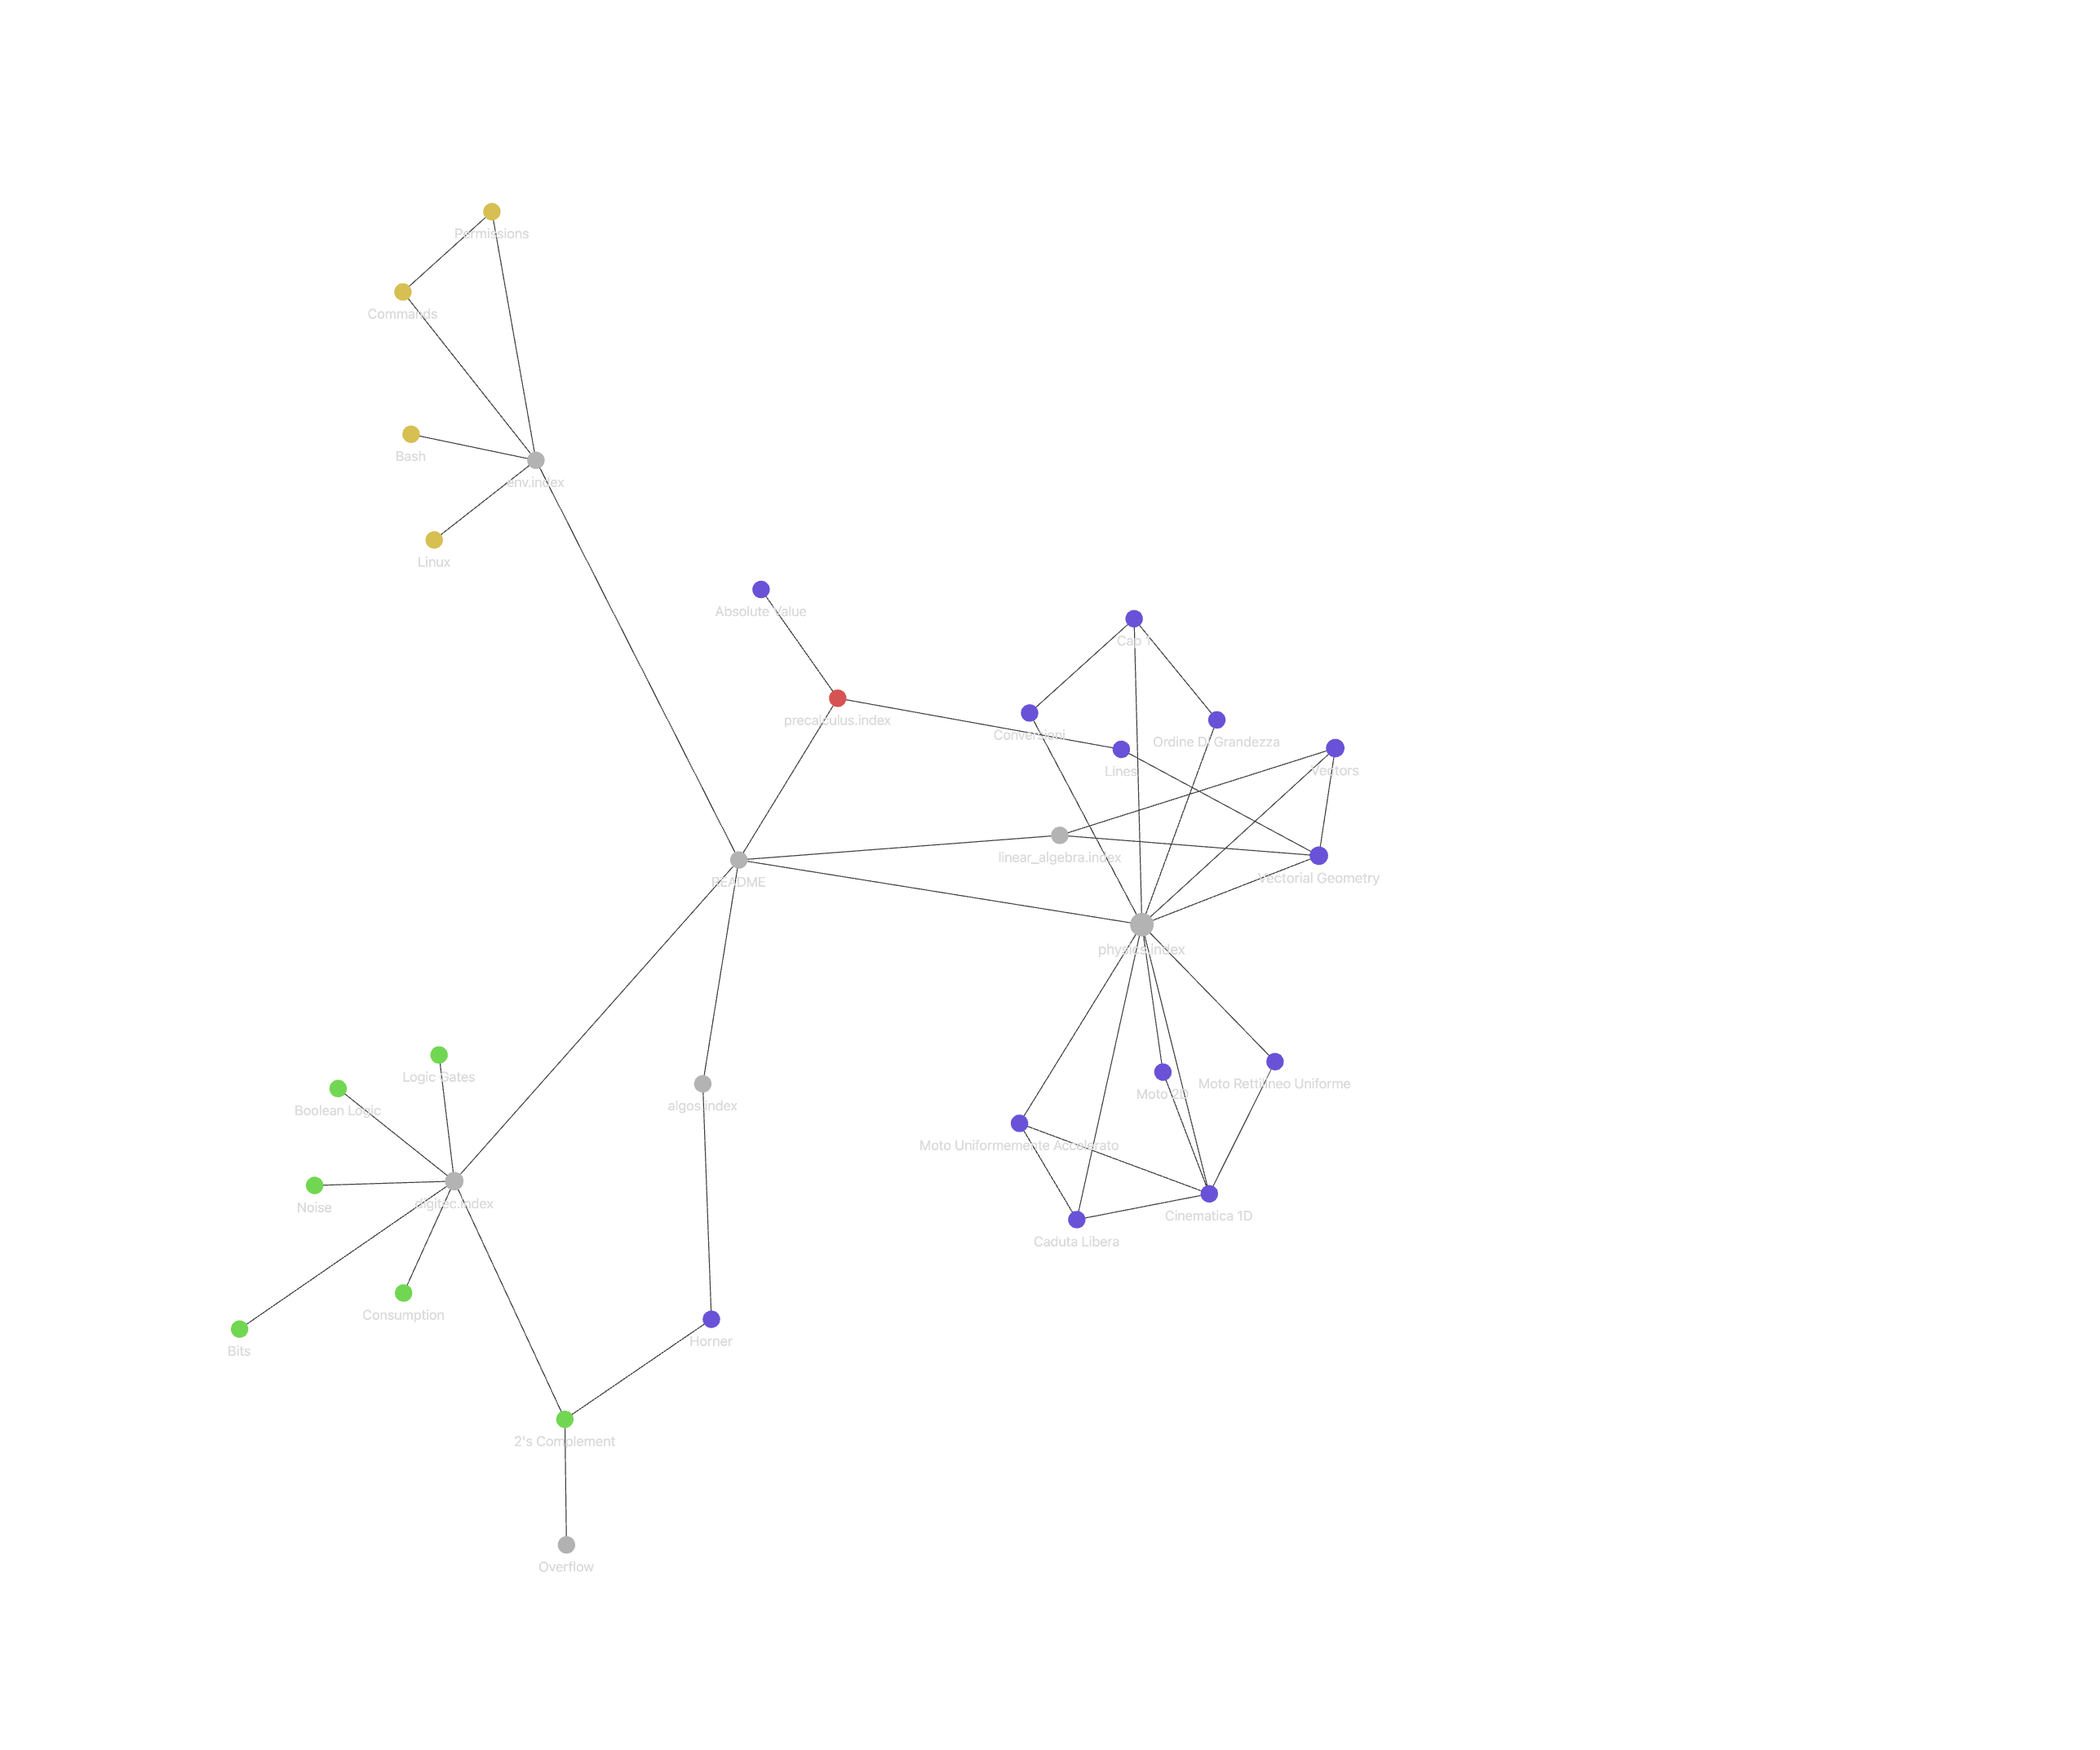 Permissions
Commands
Bash
env.index
Linux
Absolute Value
Cap 1
precalculus.index
Conversioni
Ordine Di Grandezza
Lines
Vectors
linear_algebra.index
README
Vectorial Geometry
physics.index
Logic Gates
Boolean Logic
algos.index
Moto 2D
Moto Rettilineo Uniforme
Moto Uniformemente Accelerato
Noise
digitec.index
Cinematica 1D
Caduta Libera
Consumption
Bits
Horner
2's Complement
Overflow